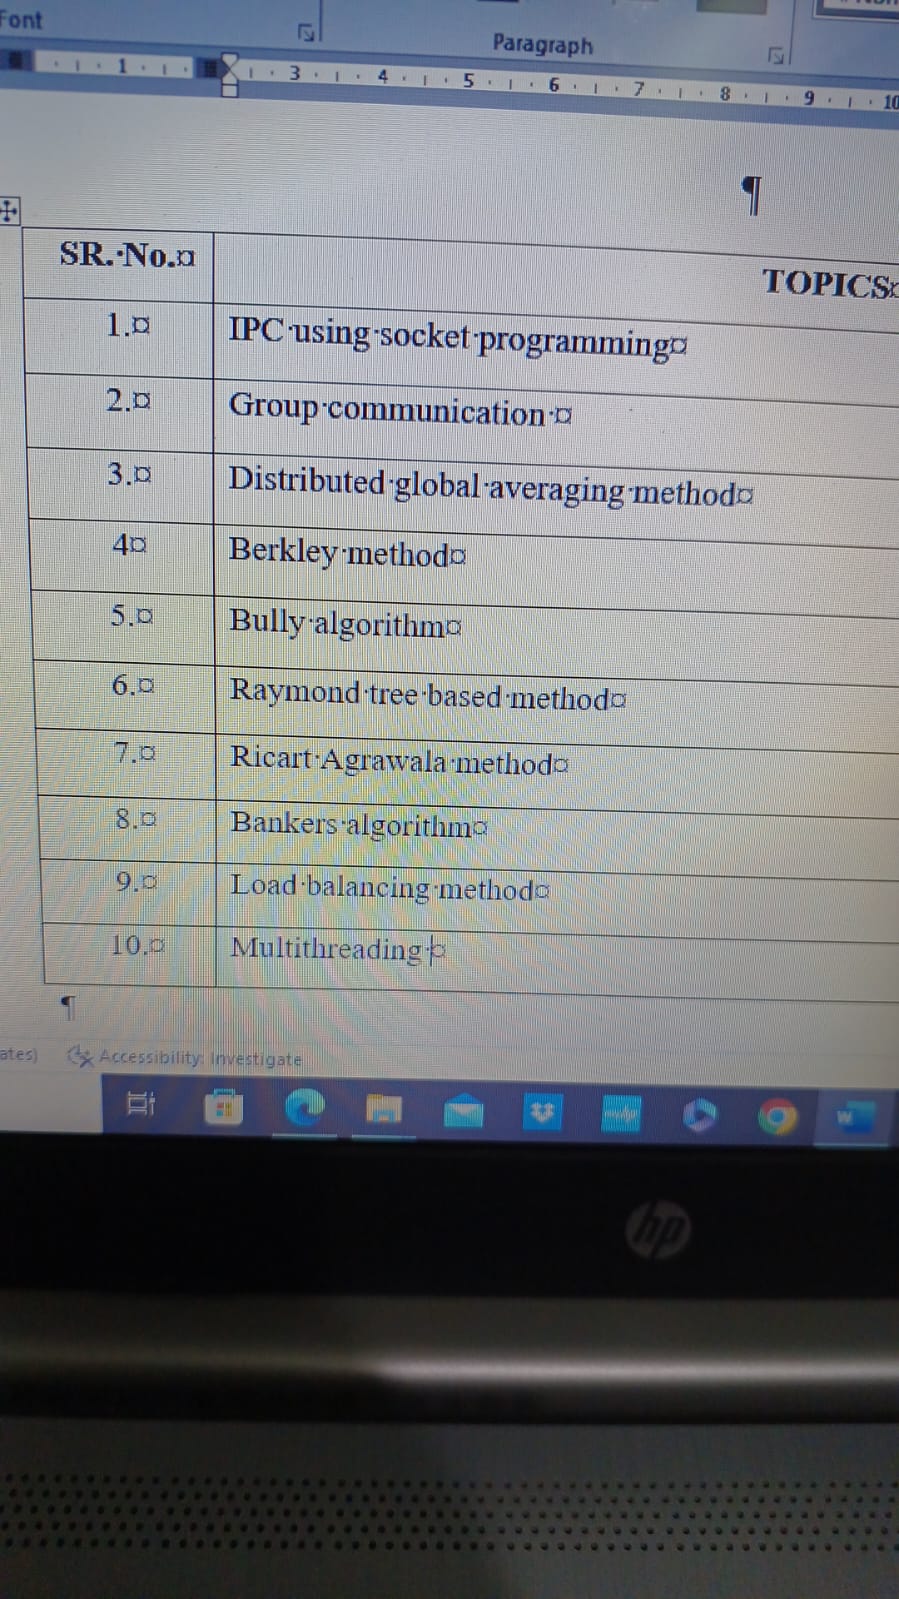 Font
Paragraph
1 3 4 5 6 7 8 9 10
¶
SR.·No.¤ TOPICS¤
1.¤ IPC·using·socket·programming¤
2.¤ Group·communication·¤
3.¤ Distributed·global·averaging·method¤
4¤ Berkley·method¤
5.¤ Bully·algorithm¤
6.¤ Raymond·tree·based·method¤
7.¤ Ricart·Agrawala·method¤
8.¤ Bankers·algorithm¤
9.¤ Load·balancing·method¤
10.¤ Multithreading·¤
¶
ates) Accessibility: Investigate
W
hp